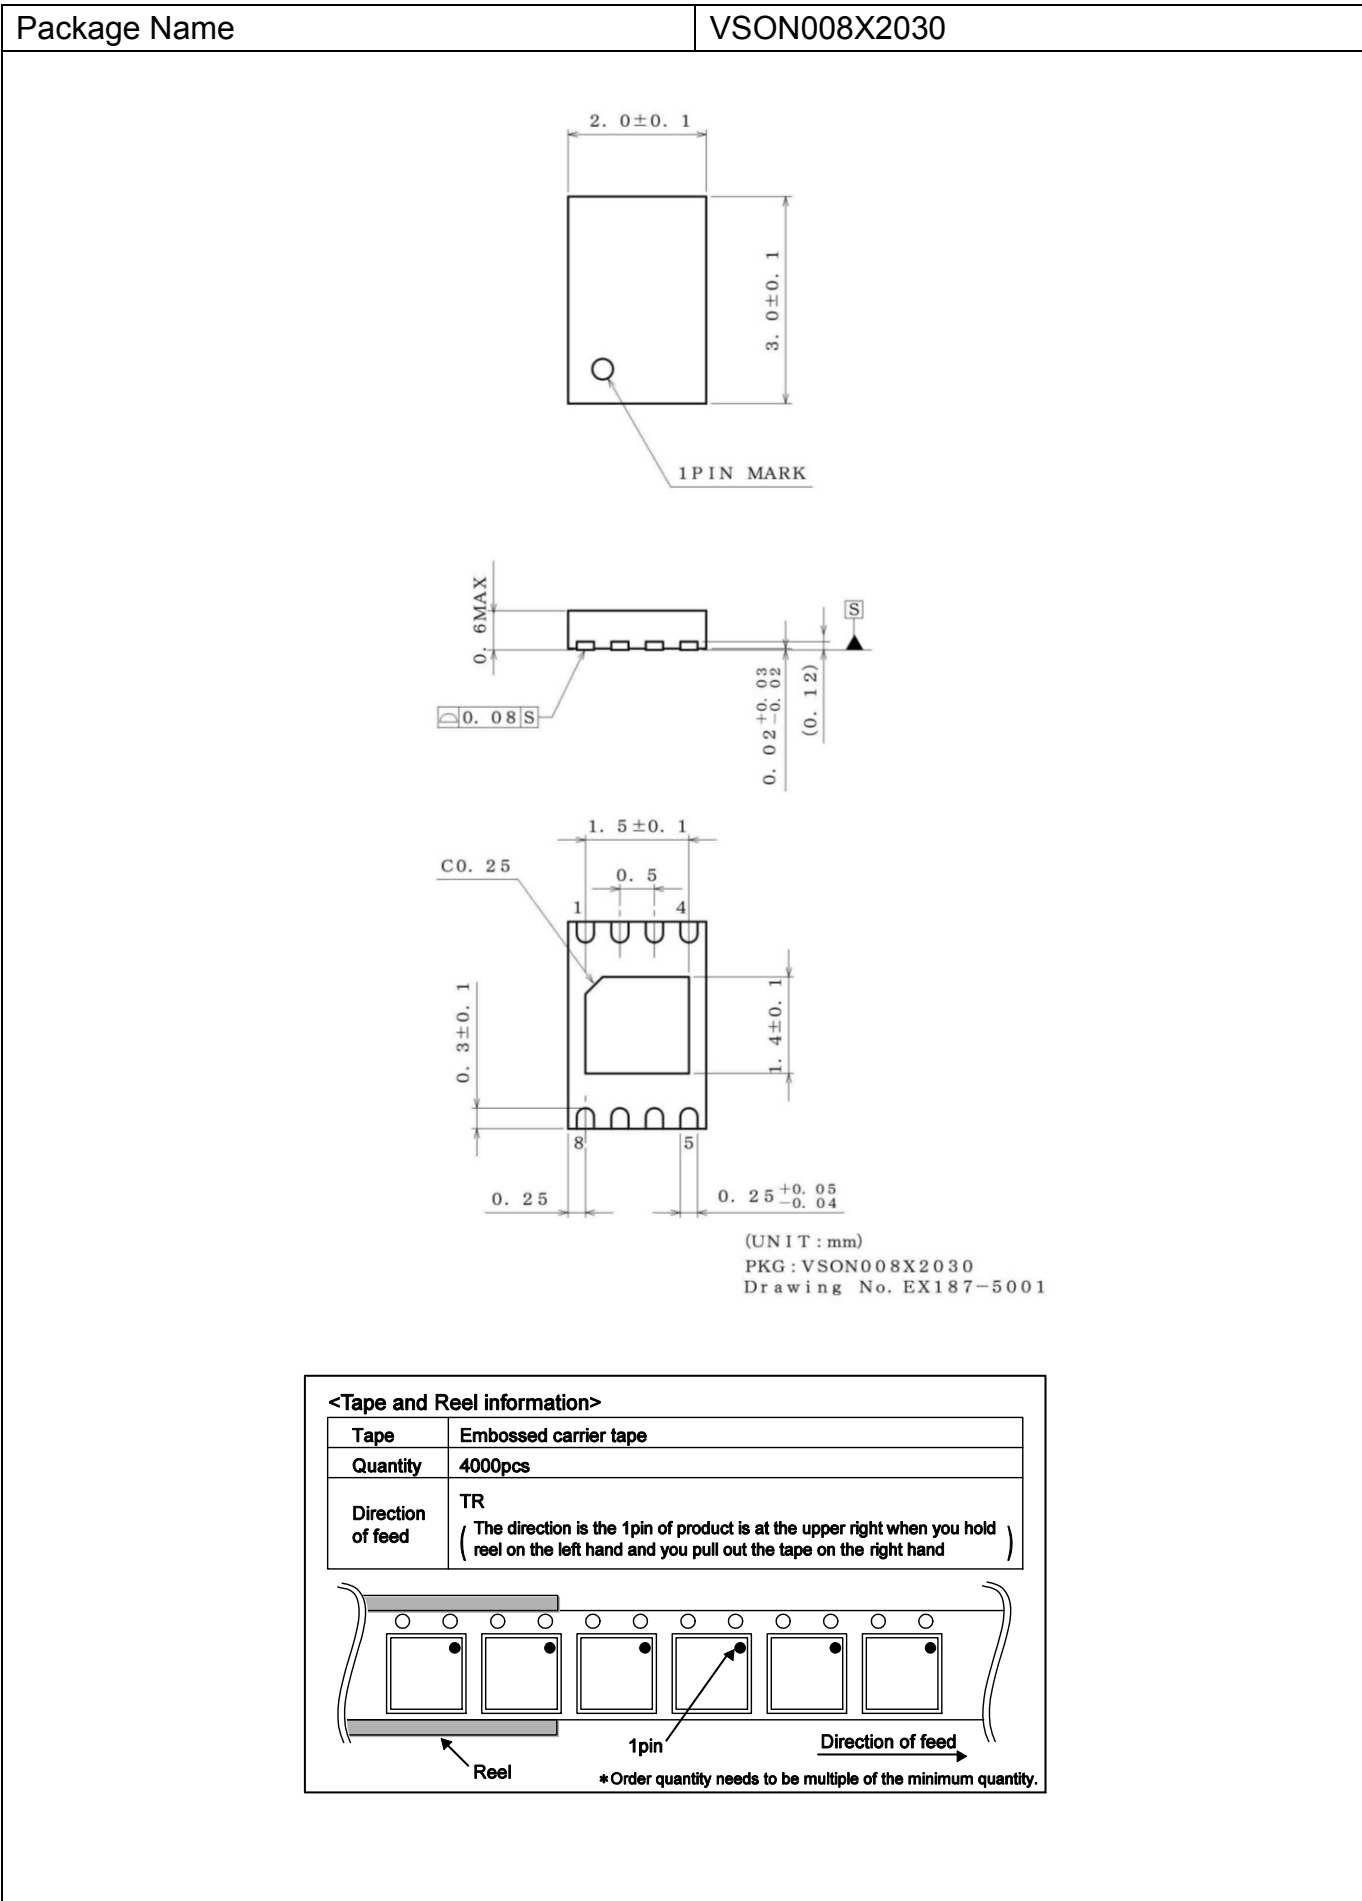 Package Name
VSON008X2030
2. 0±0. 1
3. 0±0. 1
1PIN MARK
0. 6MAX
S
0. 08 S
0. 02 +0. 03 −0. 02
(0. 12)
1. 5±0. 1
C0. 25
0. 5
1
4
0. 3±0. 1
1. 4±0. 1
8
5
0. 25
0. 25 +0. 05 −0. 04
(UNIT:mm)
PKG:VSON008X2030
Drawing No. EX187−5001
<Tape and Reel information>
Tape
Embossed carrier tape
Quantity
4000pcs
Direction
of feed
TR
( The direction is the 1pin of product is at the upper right when you hold
reel on the left hand and you pull out the tape on the right hand )
1pin
Direction of feed
Reel
*Order quantity needs to be multiple of the minimum quantity.